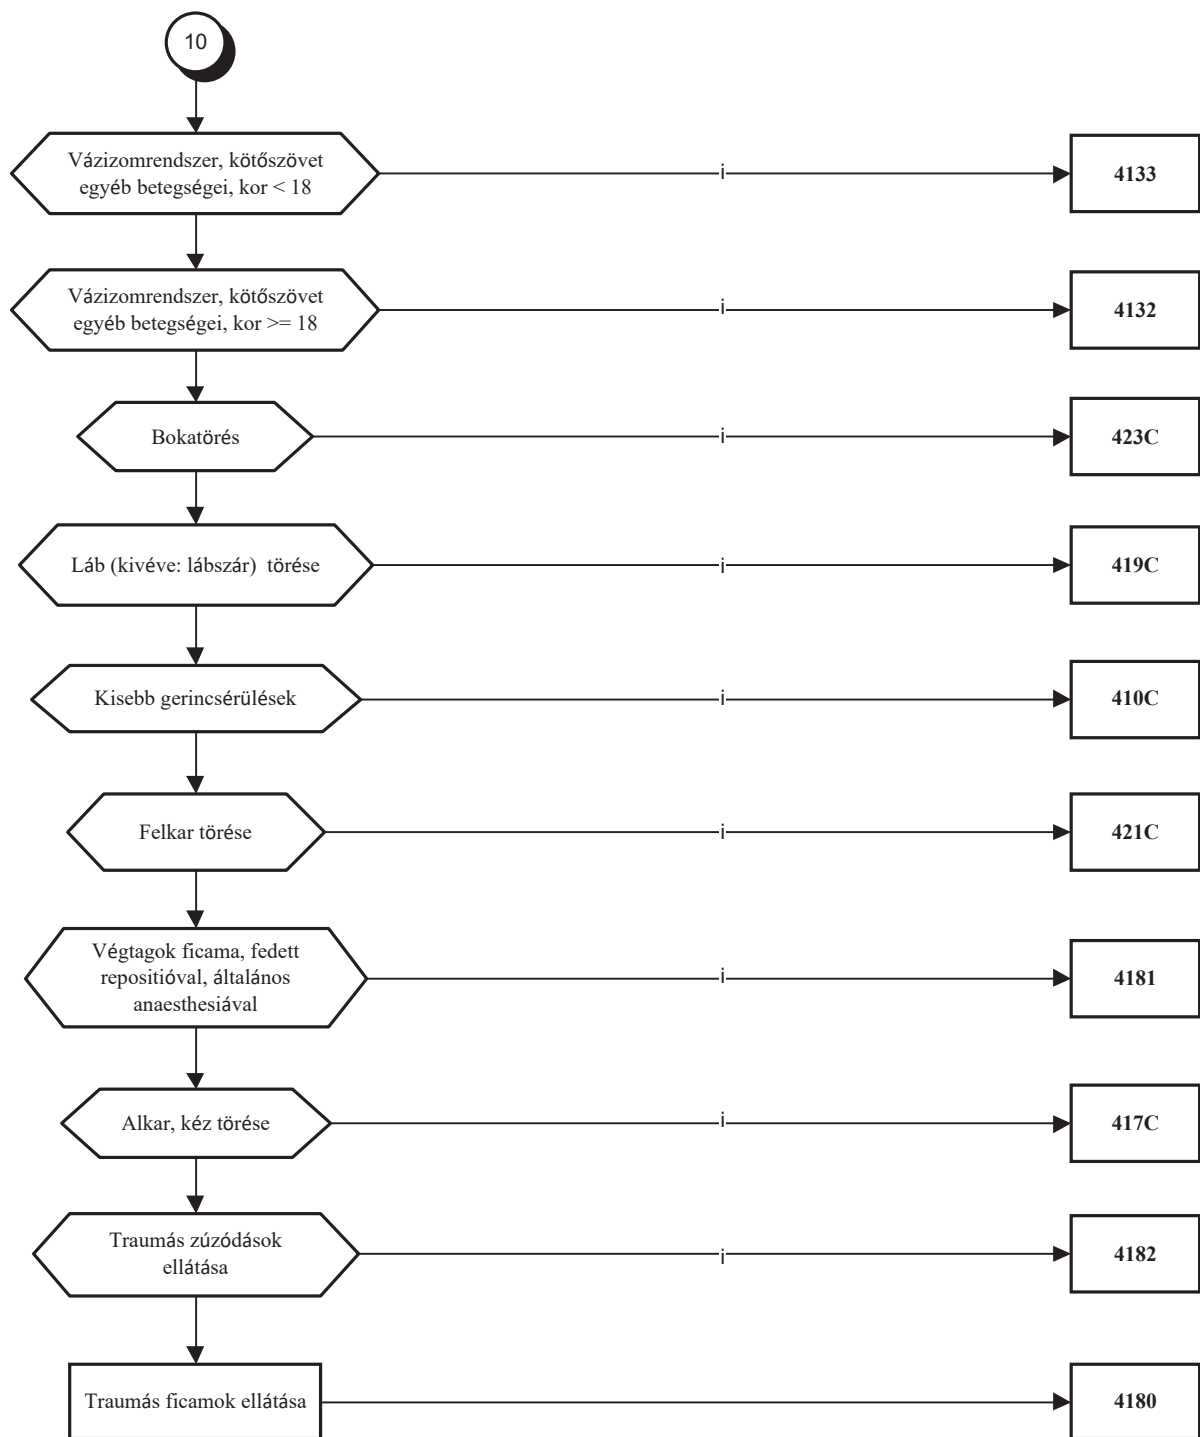 10
Vázizomrendszer, kötőszövet
egyéb betegségei, kor < 18
i
4133
Vázizomrendszer, kötőszövet
egyéb betegségei, kor >= 18
i
4132
Bokatörés
i
423C
Láb (kivéve: lábszár) törése
i
419C
Kisebb gerincsérülések
i
410C
Felkar törése
i
421C
Végtagok ficama, fedett
repositióval, általános
anaesthesiával
i
4181
Alkar, kéz törése
i
417C
Traumás zúzódások
ellátása
i
4182
Traumás ficamok ellátása
4180